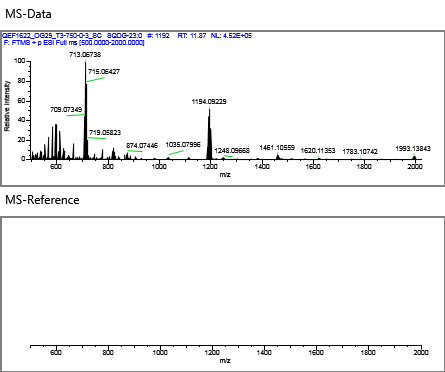 MS-Data
QEF1622_OG29_T3-750-0-3_8C SQDG-23:0 #: 1192 RT: 11.87 NL: 4.52E+05
F: FTMS + p ESI Full ms [500.0000-2000.0000]
713.06738
100
715.06427
80
1194.09229
60
709.07349
40
719.05823
20
874.07446
1035.07996
1248.09668
1461.10559
1620.11353
1783.10742
1993.13843
0
Relative Intensity
600 800 1000 1200 1400 1600 1800 2000
m/z
MS-Reference
600 800 1000 1200 1400 1600 1800 2000
m/z